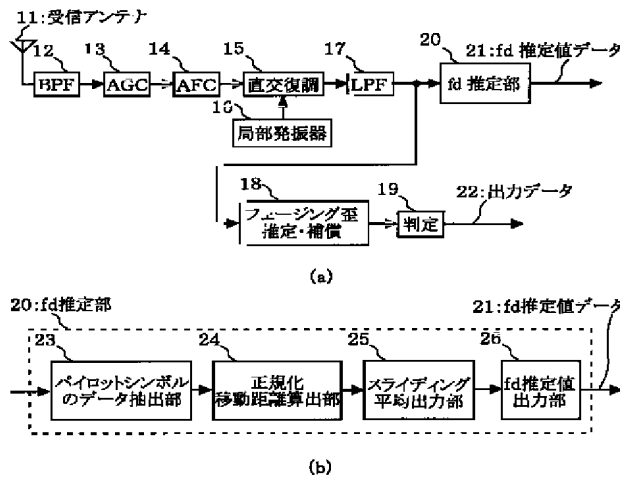 11:受信アンテナ
12
13
14
15
17
20
21:fd 推定値データ
BPF
AGC
AFC
直交復調
LPF
fd 推定部
16
局部発振器
18
19
22:出力データ
フェージング歪
推定・補償
判定
(a)
20:fd推定部
21:fd推定値データ
23
24
25
26
パイロットシンボル
のデータ抽出部
正規化
移動距離算出部
スライディング
平均出力部
fd推定値
出力部
(b)